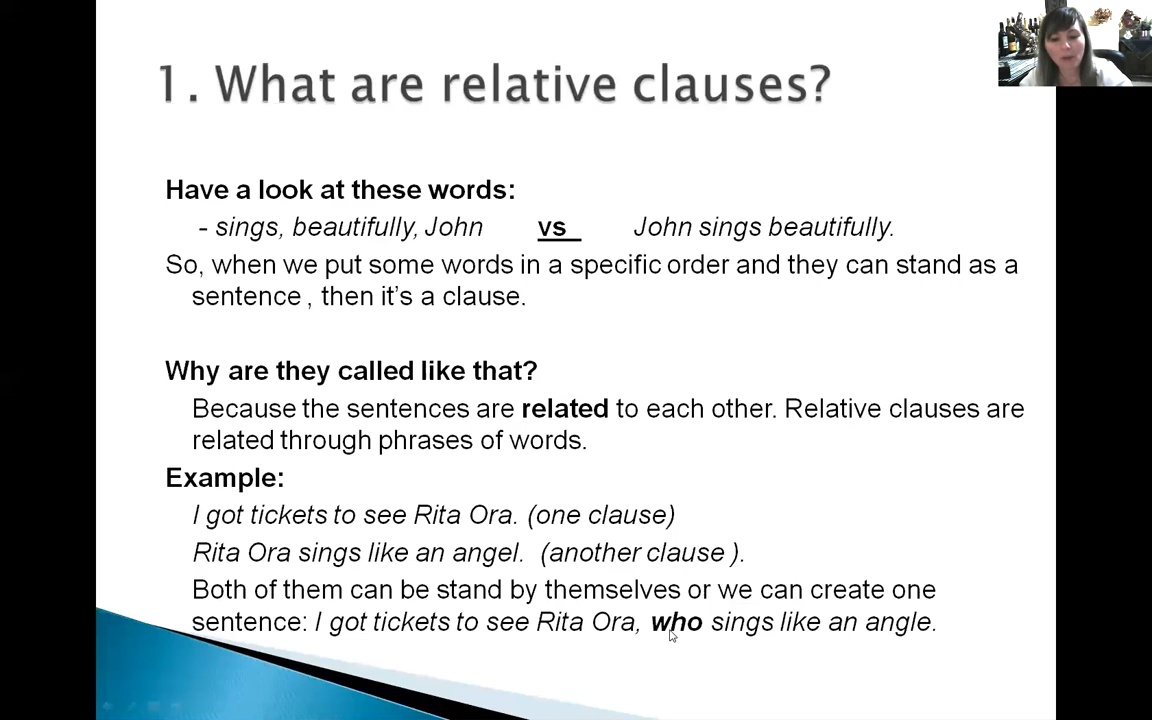 1. What are relative clauses?
Have a look at these words:
- sings, beautifully, John vs John sings beautifully.
So, when we put some words in a specific order and they can stand as a
sentence , then it's a clause.
Why are they called like that?
Because the sentences are related to each other. Relative clauses are
related through phrases of words.
Example:
I got tickets to see Rita Ora. (one clause)
Rita Ora sings like an angel. (another clause ).
Both of them can be stand by themselves or we can create one
sentence: I got tickets to see Rita Ora, who sings like an angle.